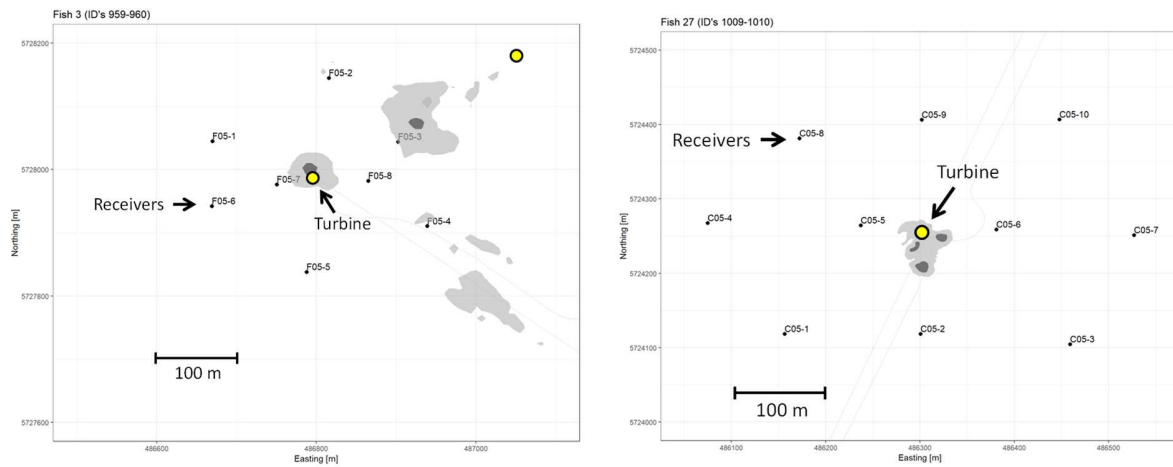 Fish 3 (ID's 959-960)
5728200
F05-2
F05-1
F05-3
5728000
F05-7
F05-8
Receivers
F05-6
Turbine
F05-4
F05-5
5727800
100 m
5727600
486600
486800
487000
Easting [m]
Northing [m]
Fish 27 (ID's 1009-1010)
5724500
C05-9
C05-10
5724400
C05-8
Receivers
Turbine
5724300
C05-4
C05-5
C05-6
C05-7
5724200
C05-1
C05-2
C05-3
5724100
100 m
5724000
486100
486200
486300
486400
486500
Easting [m]
Northing [m]